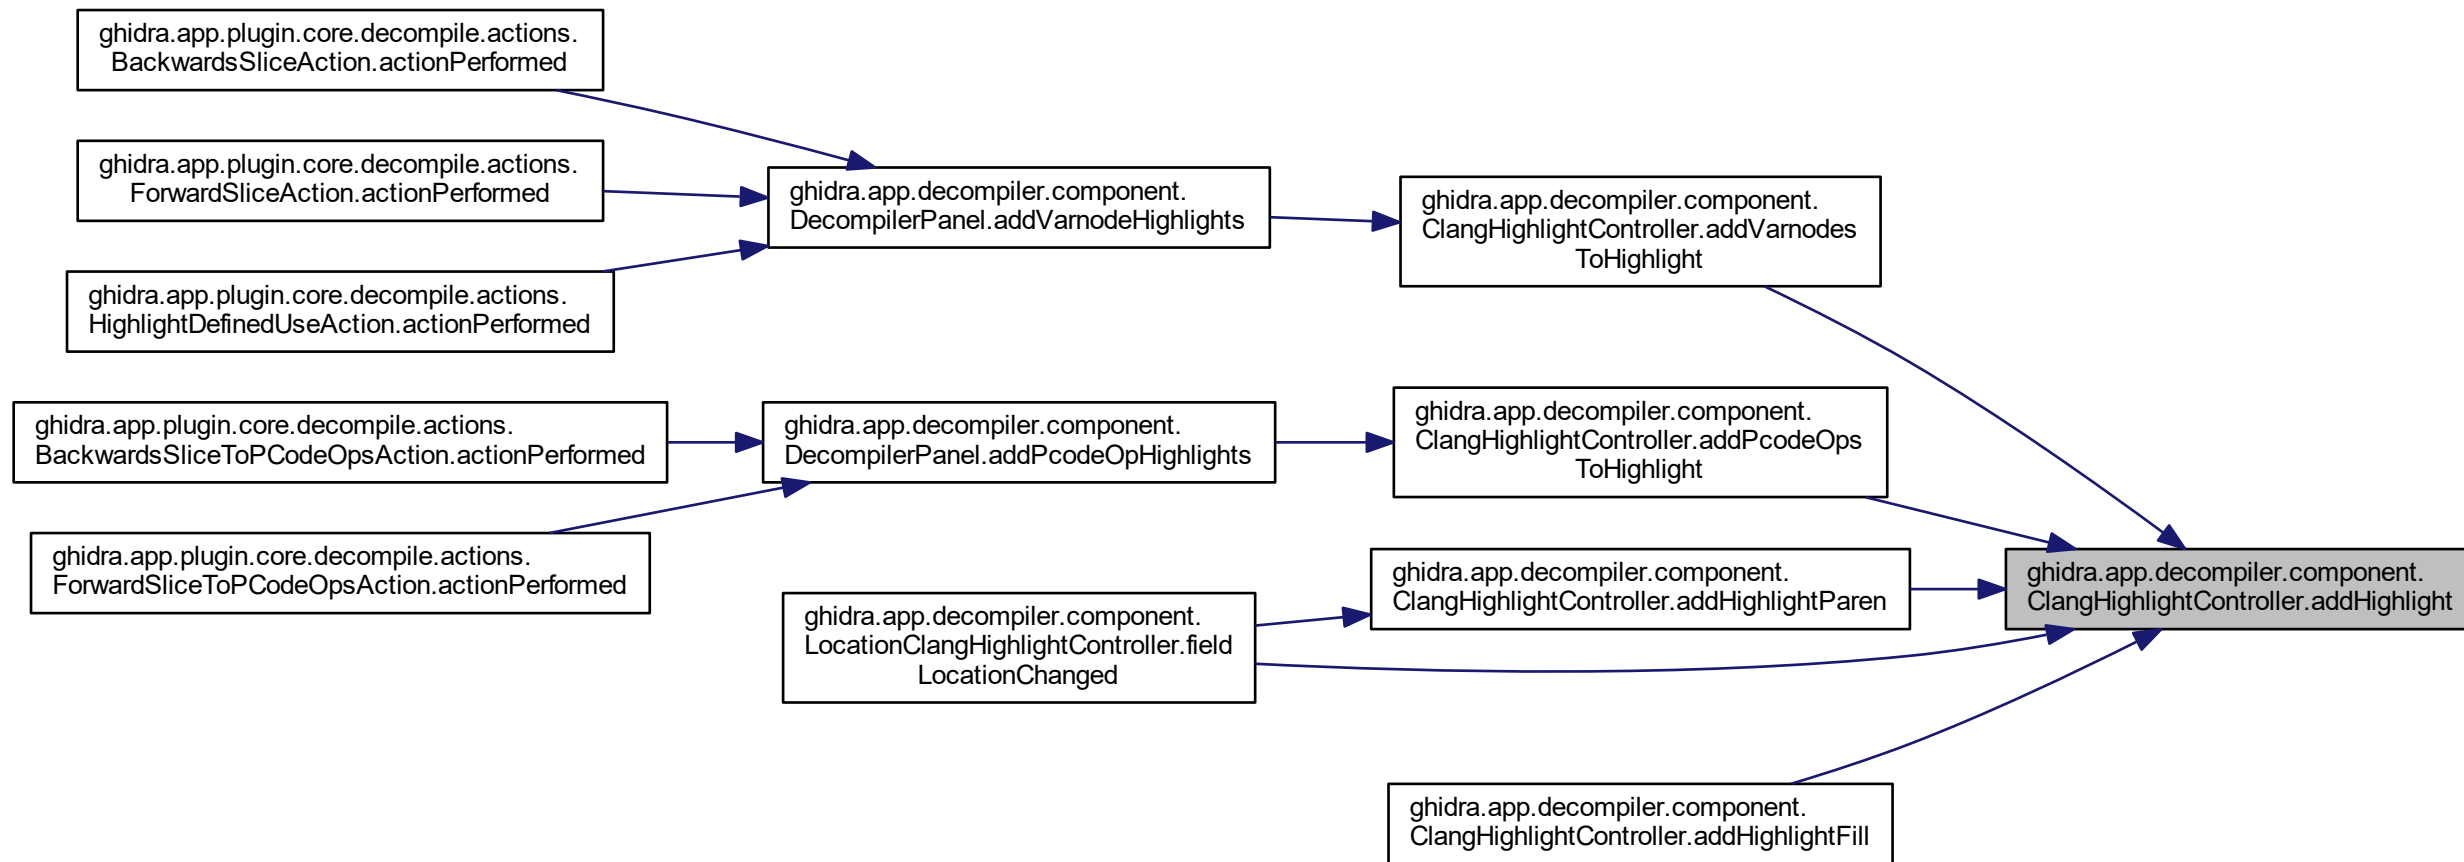 ghidra.app.plugin.core.decompile.actions.
BackwardsSliceAction.actionPerformed
ghidra.app.plugin.core.decompile.actions.
ForwardSliceAction.actionPerformed
ghidra.app.plugin.core.decompile.actions.
HighlightDefinedUseAction.actionPerformed
ghidra.app.plugin.core.decompile.actions.
BackwardsSliceToPCodeOpsAction.actionPerformed
ghidra.app.plugin.core.decompile.actions.
ForwardSliceToPCodeOpsAction.actionPerformed
ghidra.app.decompiler.component.
DecompilerPanel.addVarnodeHighlights
ghidra.app.decompiler.component.
DecompilerPanel.addPcodeOpHighlights
ghidra.app.decompiler.component.
LocationClangHighlightController.field
LocationChanged
ghidra.app.decompiler.component.
ClangHighlightController.addVarnodes
ToHighlight
ghidra.app.decompiler.component.
ClangHighlightController.addPcodeOps
ToHighlight
ghidra.app.decompiler.component.
ClangHighlightController.addHighlightParen
ghidra.app.decompiler.component.
ClangHighlightController.addHighlightFill
ghidra.app.decompiler.component.
ClangHighlightController.addHighlight